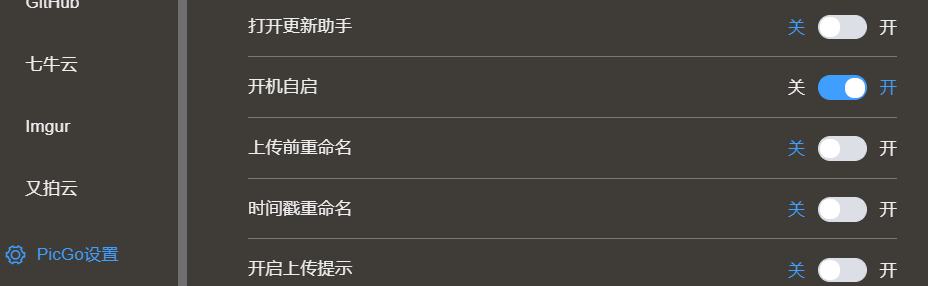 GitHub
七牛云
Imgur
又拍云
PicGo设置
打开更新助手 关 开
开机自启 关 开
上传前重命名 关 开
时间戳重命名 关 开
开启上传提示 关 开